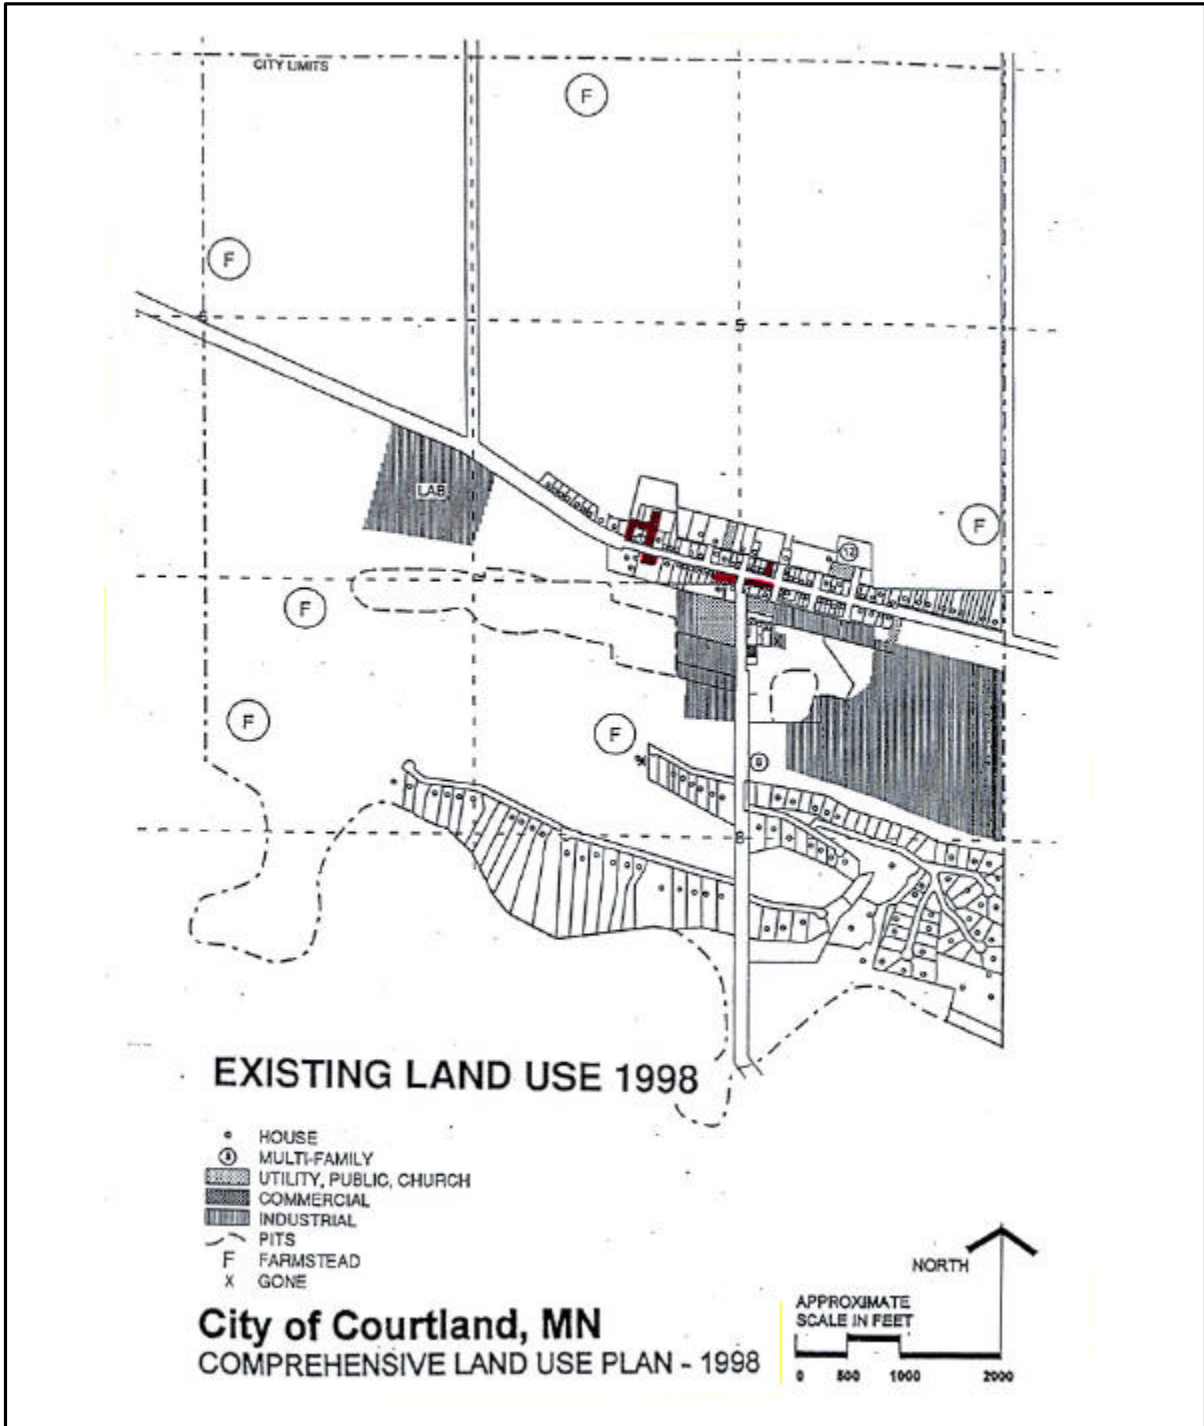 CITY LIMITS
F
F
6
5
LAB
F
12
F
X
F
F
6
X
8
EXISTING LAND USE 1998
HOUSE
8 MULTI-FAMILY
UTILITY, PUBLIC, CHURCH
COMMERCIAL
INDUSTRIAL
PITS
F FARMSTEAD
X GONE
NORTH
City of Courtland, MN
COMPREHENSIVE LAND USE PLAN - 1998
APPROXIMATE
SCALE IN FEET
0 500 1000 2000